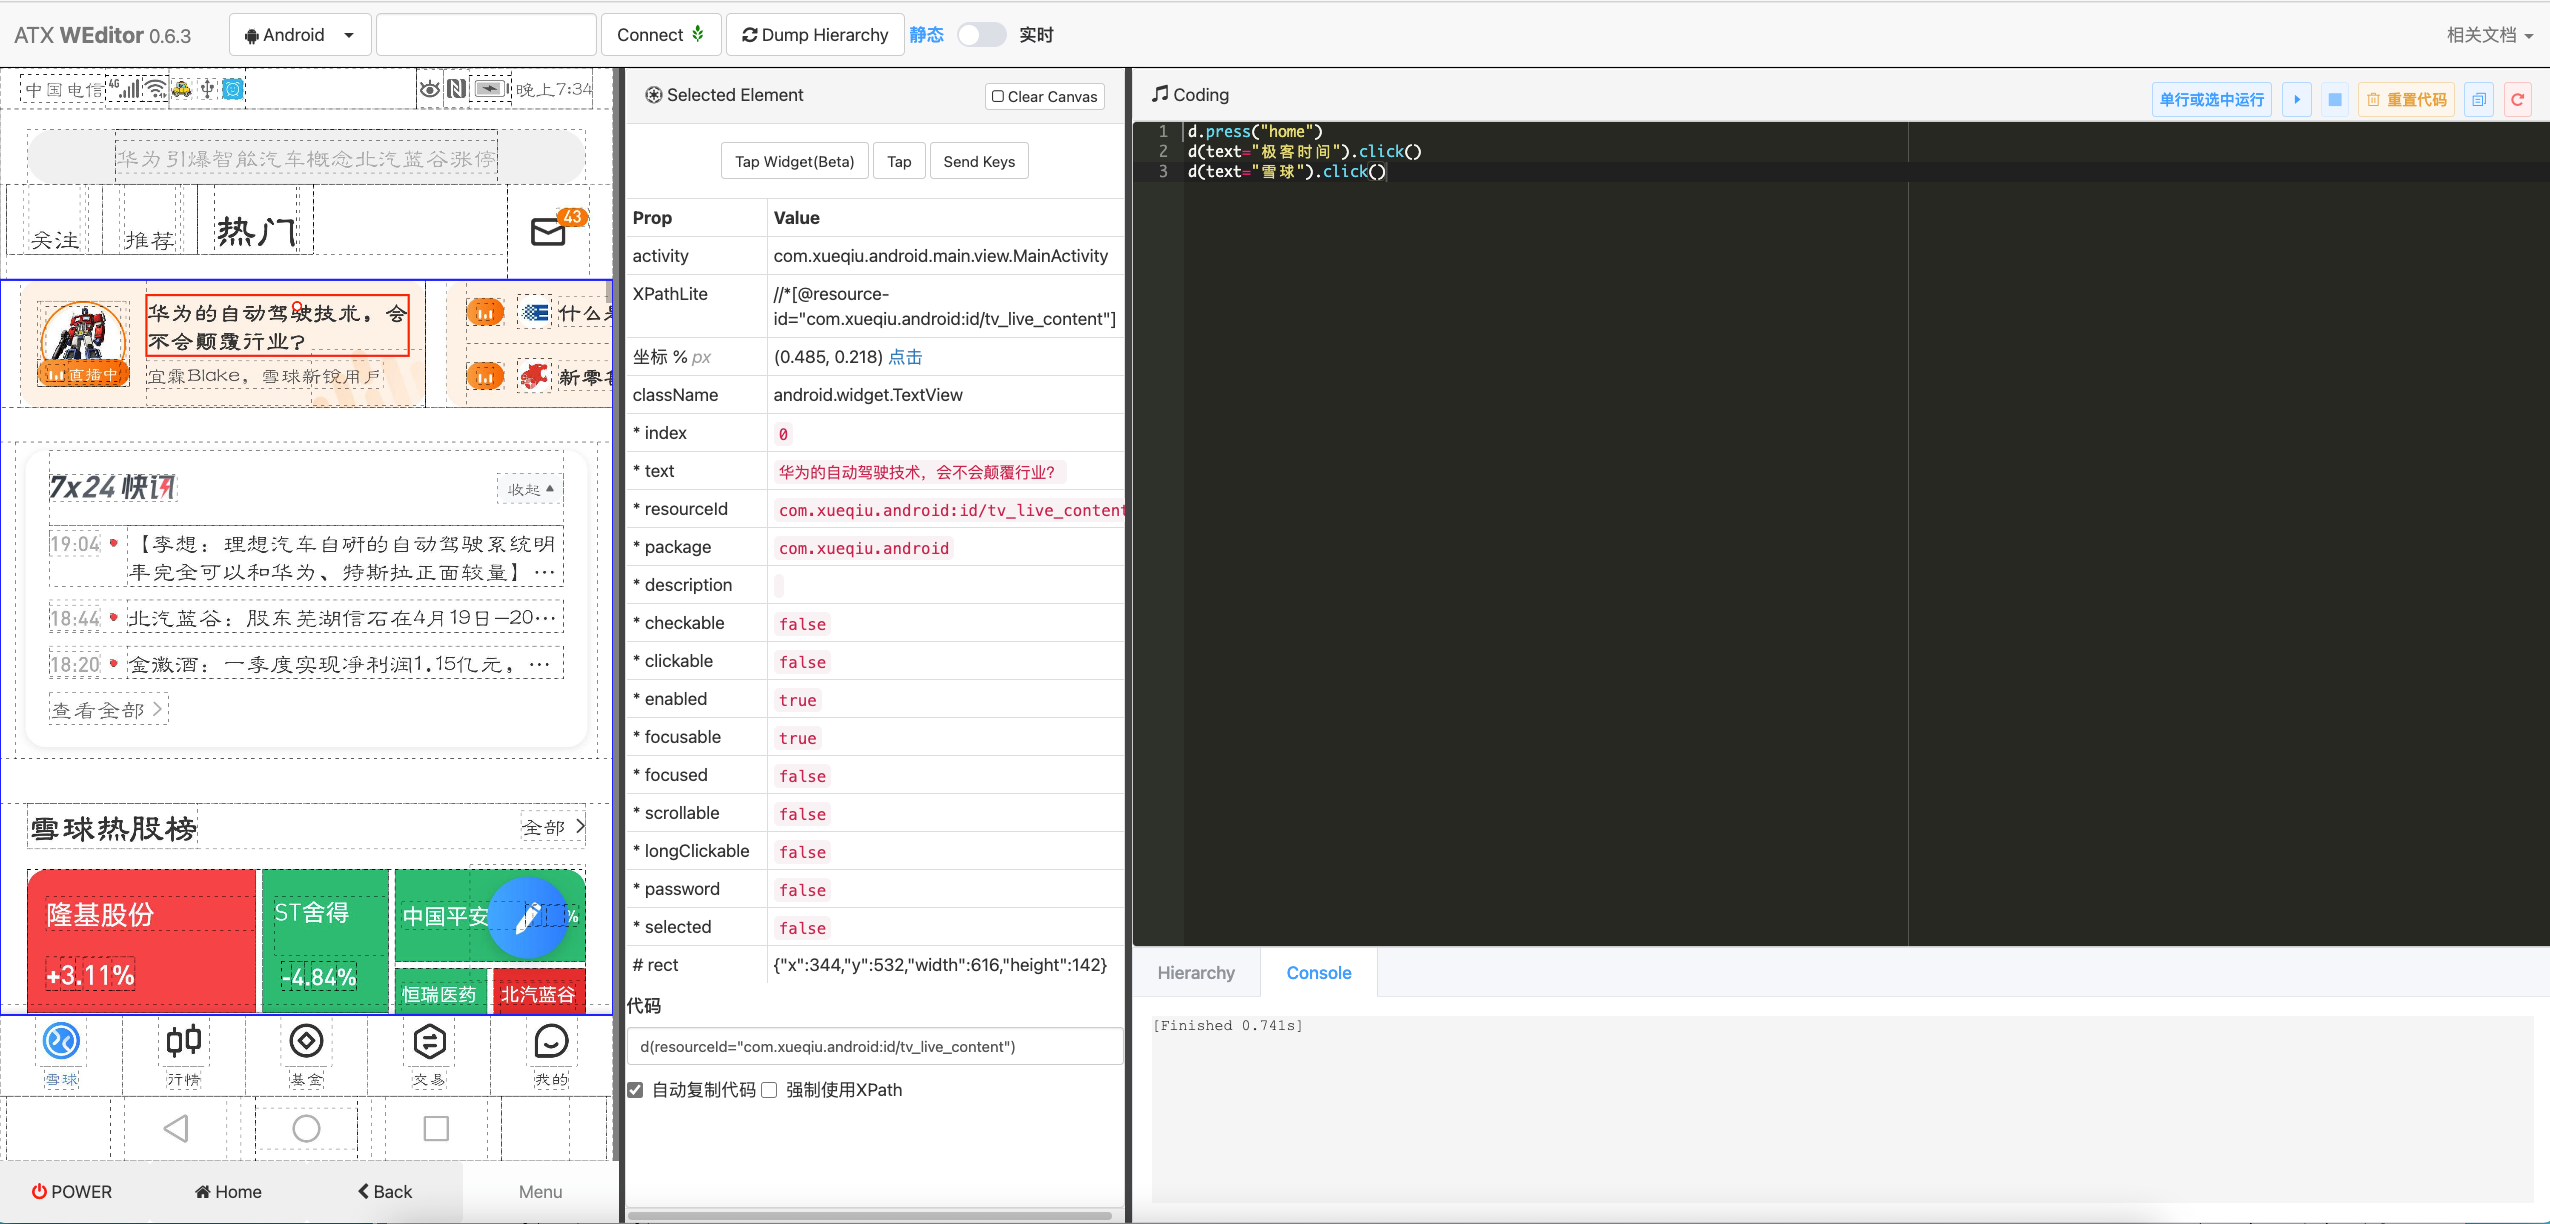 ATX WEditor 0.6.3
Android
Connect
Dump Hierarchy
静态
实时
相关文档
中国电信
4G
晚上7:34
华为引爆智能汽车概念北汽蓝谷涨停
关注
推荐
热门
43
华为的自动驾驶技术，会
不会颠覆行业？
直播中
宜霖Blake，雪球新锐用户
什么
新零
7x24快讯
收起
19:04
【李想：理想汽车自研的自动驾驶系统明
年完全可以和华为、特斯拉正面较量】…
18:44
北汽蓝谷：股东芜湖信石在4月19日-20…
18:20
金徽酒：一季度实现净利润1.15亿元，…
查看全部
雪球热股榜
全部
隆基股份
+3.11%
ST舍得
-4.84%
中国平安
%
恒瑞医药
北汽蓝谷
雪球
行情
基金
交易
我的
POWER
Home
Back
Menu
Selected Element
Clear Canvas
Tap Widget(Beta)
Tap
Send Keys
Prop Value
activity com.xueqiu.android.main.view.MainActivity
XPathLite //*[@resource-
id="com.xueqiu.android:id/tv_live_content"]
坐标 % px (0.485, 0.218) 点击
className android.widget.TextView
* index 0
* text 华为的自动驾驶技术，会不会颠覆行业？
* resourceId com.xueqiu.android:id/tv_live_content
* package com.xueqiu.android
* description
* checkable false
* clickable false
* enabled true
* focusable true
* focused false
* scrollable false
* longClickable false
* password false
* selected false
# rect {"x":344,"y":532,"width":616,"height":142}
代码
d(resourceId="com.xueqiu.android:id/tv_live_content")
自动复制代码
强制使用XPath
Coding
单行或选中运行
重置代码
1 d.press("home")
2 d(text="极客时间").click()
3 d(text="雪球").click()
Hierarchy
Console
[Finished 0.741s]